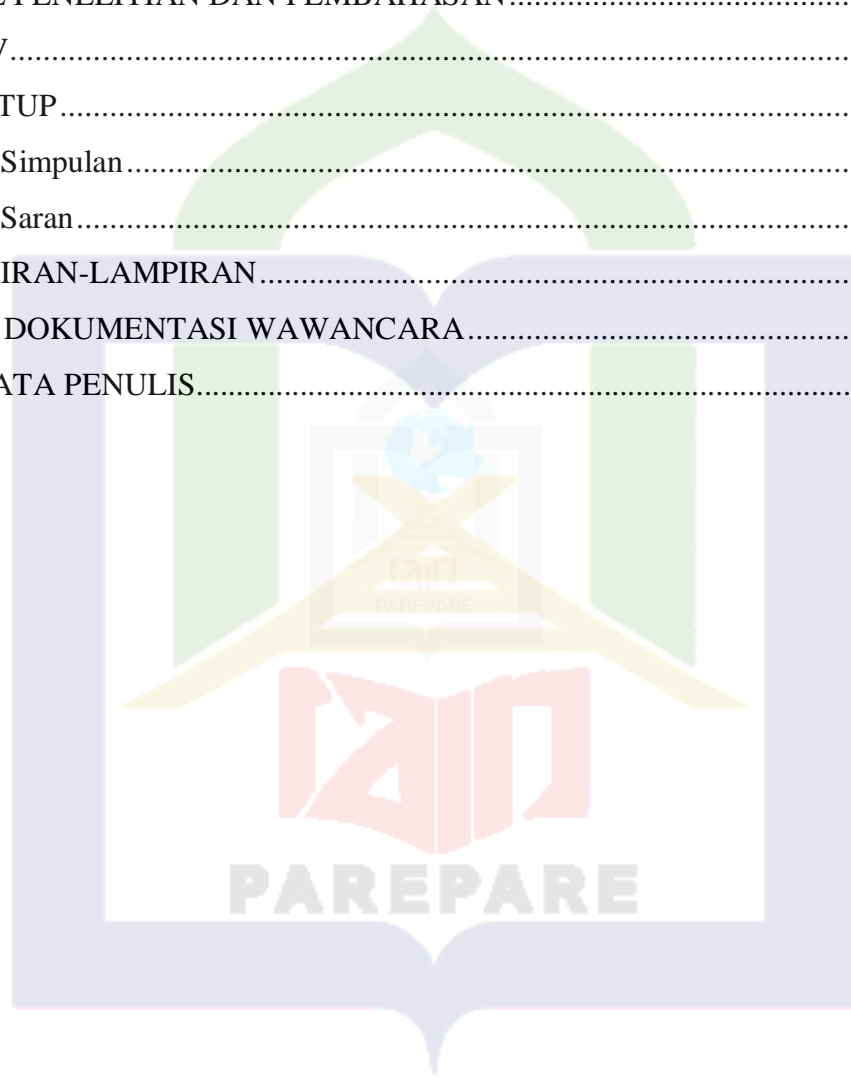 PENELITIAN DAN PEMBAHASAN........................................
V........................................
TUP........................................
Simpulan........................................
Saran........................................
IRAN-LAMPIRAN........................................
DOKUMENTASI WAWANCARA........................................
ATA PENULIS........................................
PAREPARE
PAREPARE